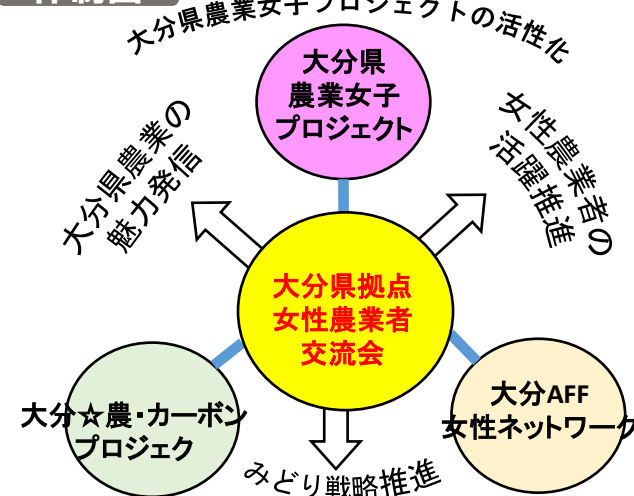 大分県農業女子プロジェクトの活性化
大分県
農業女子
プロジェクト
大分県農業の
魅力発信
女性農業者の
活躍推進
大分県拠点
女性農業者
交流会
大分☆農・カーボン
プロジェク
大分AFF
女性ネットワーク
みどり戦略推進